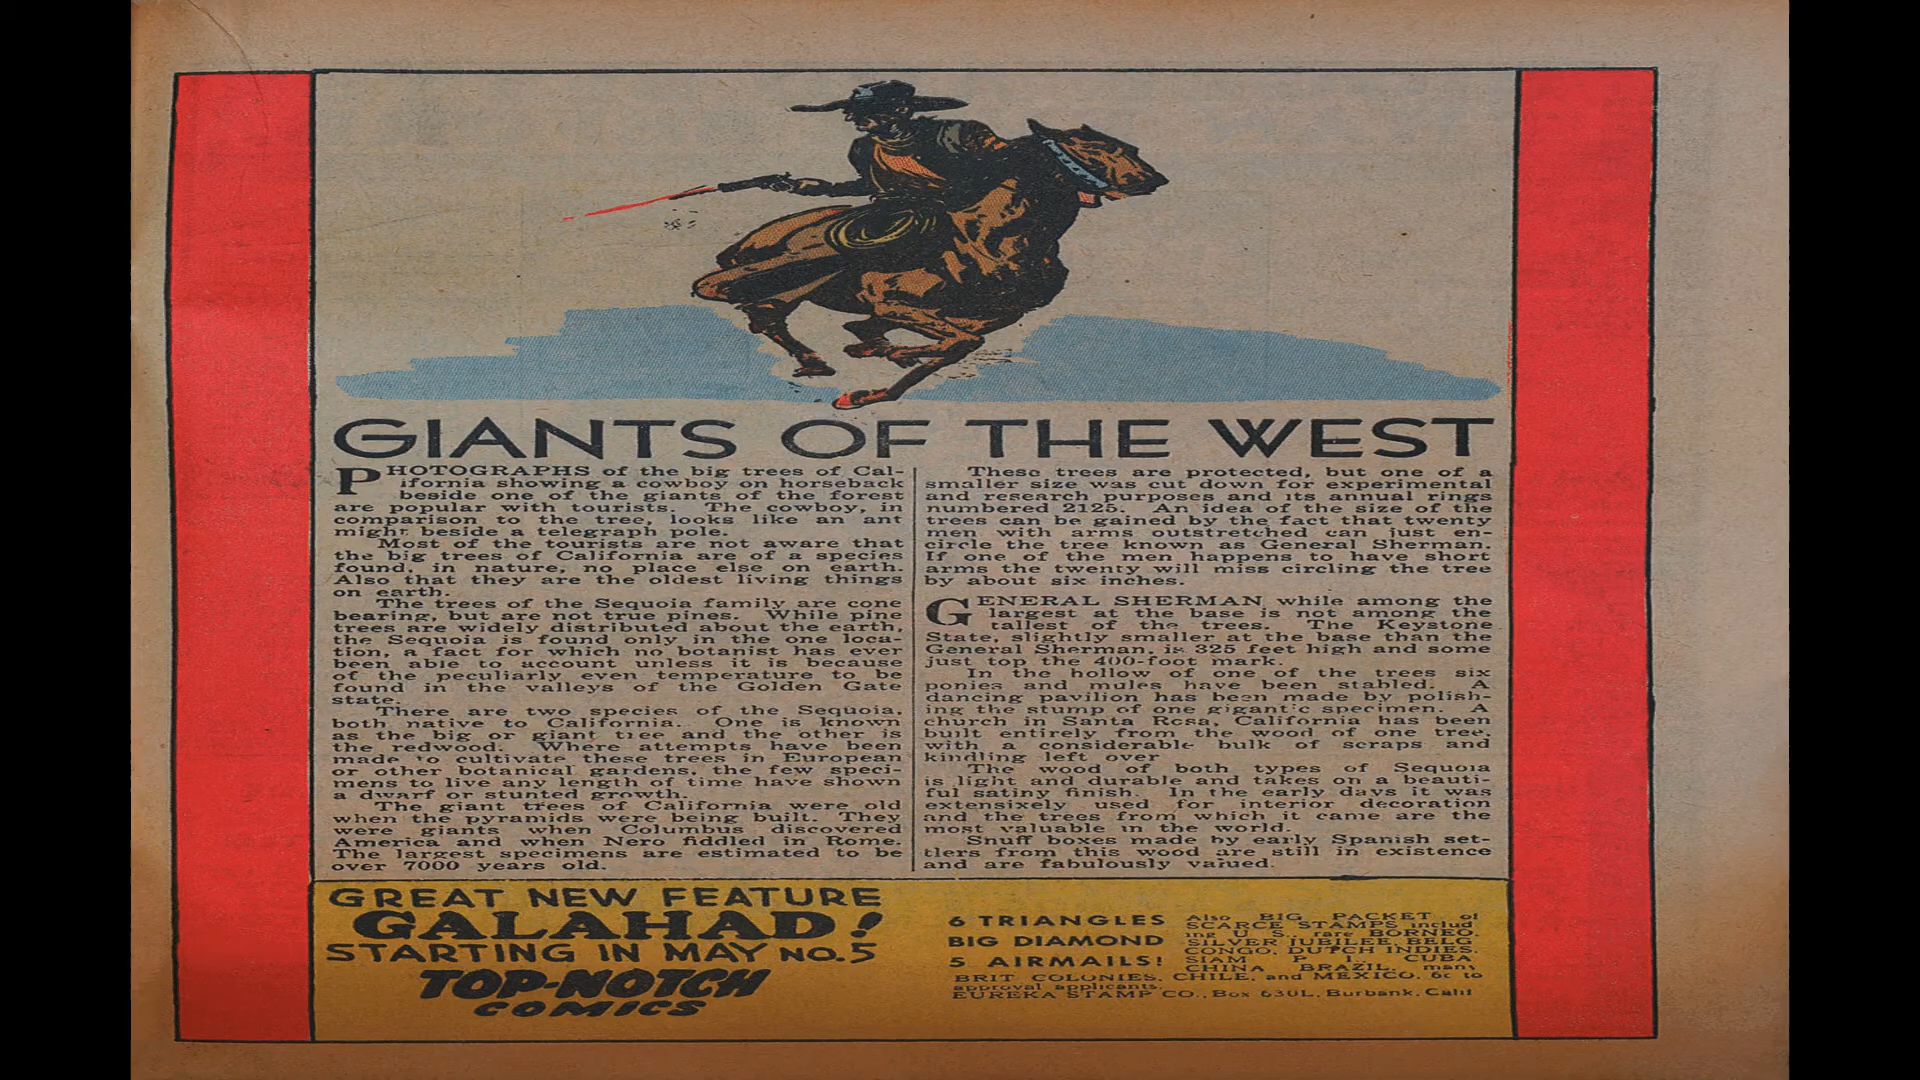 GIANTS OF THE WEST
PHOTOGRAPHS of the big trees of Cal-
ifornia showing a cowboy on horseback
beside one of the giants of the forest
are popular with tourists. The cowboy, in
comparison to the tree, looks like an ant
might beside a telegraph pole.
Most of the tourists are not aware that
the big trees of California are of a species
found, in nature, no place else on earth.
Also that they are the oldest living things
on earth.
The trees of the Sequoia family are cone
bearing, but are not true pines. While pine
trees are widely distributed about the earth,
the Sequoia is found only in the one loca-
tion, a fact for which no botanist has ever
been able to account unless it is because
of the peculiarly even temperature to be
found in the valleys of the Golden Gate
state.
There are two species of the Sequoia,
both native to California. One is known
as the big or giant tree and the other is
the redwood. Where attempts have been
made to cultivate these trees in European
or other botanical gardens, the few speci-
mens to live any length of time have shown
a dwarf or stunted growth.
The giant trees of California were old
when the pyramids were being built. They
were giants when Columbus discovered
America and when Nero fiddled in Rome.
The largest specimens are estimated to be
over 7000 years old.
These trees are protected, but one of a
smaller size was cut down for experimental
and research purposes and its annual rings
numbered 2125. An idea of the size of the
trees can be gained by the fact that twenty
men with arms outstretched can just en-
circle the tree known as General Sherman.
If one of the men happens to have short
arms the twenty will miss circling the tree
by about six inches.
GENERAL SHERMAN while among the
largest at the base is not among the
tallest of the trees. The Keystone
State, slightly smaller at the base than the
General Sherman, is 325 feet high and some
just top the 400-foot mark.
In the hollow of one of the trees six
ponies and mules have been stabled. A
dancing pavilion has been made by polish-
ing the stump of one gigantic specimen. A
church in Santa Rosa, California has been
built entirely from the wood of one tree,
with a considerable bulk of scraps and
kindling left over
The wood of both types of Sequoia
is light and durable and takes on a beauti-
ful satiny finish. In the early days it was
extensively used for interior decoration
and the trees from which it came are the
most valuable in the world.
Snuff boxes made by early Spanish set-
tlers from this wood are still in existence
and are fabulously valued.
GREAT NEW FEATURE
GALAHAD!
STARTING IN MAY NO. 5
TOP-NOTCH
COMICS
6 TRIANGLES
BIG DIAMOND
5 AIRMAILS!
Also BIG PACKET of
SCARCE STAMPS includ
ing U S., rare BORNEO,
SILVER JUBILEE, BELG
CONGO, DUTCH INDIES,
SIAM P I., CUBA,
CHINA, BRAZIL, many
BRIT COLONIES, CHILE, and MEXICO. 6c to
approval applicants.
EUREKA STAMP CO., Box 630L, Burbank, Calif